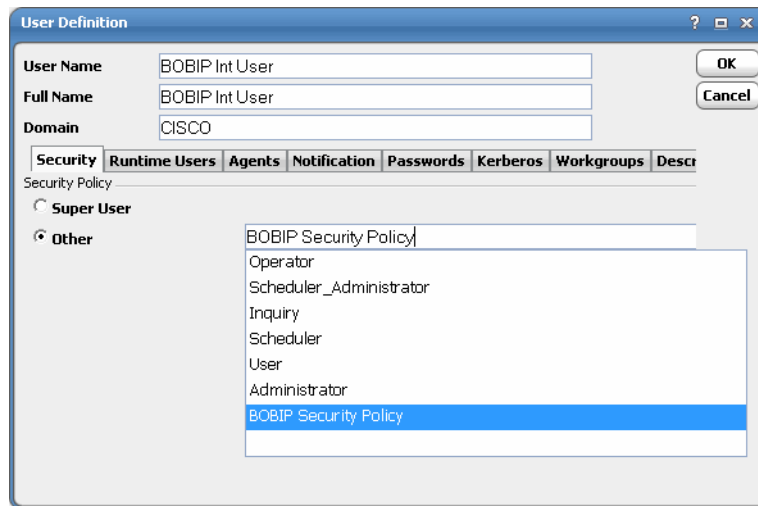 User Definition ?
User Name BOBIP Int User OK
Full Name BOBIP Int User Cancel
Domain CISCO
Security Runtime Users Agents Notification Passwords Kerberos Workgroups Descr
Security Policy
Super User
Other BOBIP Security Policy
Operator
Scheduler_Administrator
Inquiry
Scheduler
User
Administrator
BOBIP Security Policy